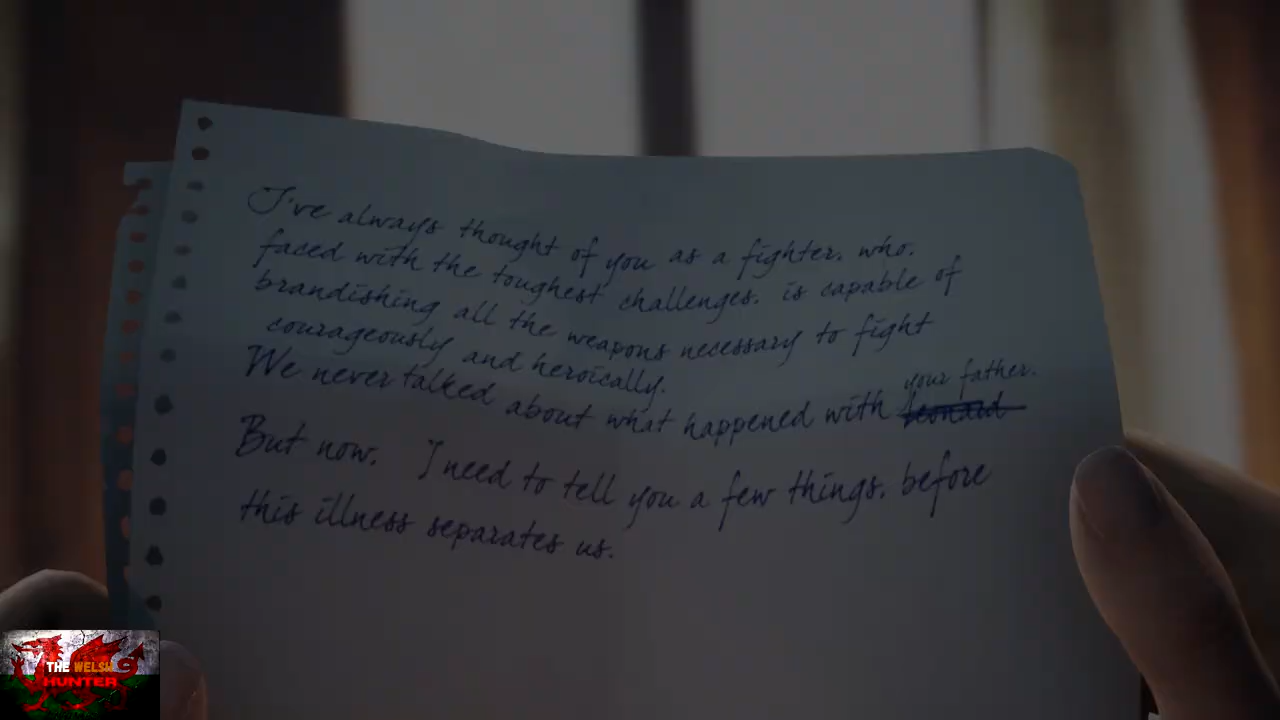 I've always thought of you as a fighter. who.
faced with the toughest challenges. is capable of
brandishing all the weapons necessary to fight
courageously and heroically.
We never talked about what happened with your father.
Leonard
But now. I need to tell you a few things. before
this illness separates us.
THE WELSH
HUNTER